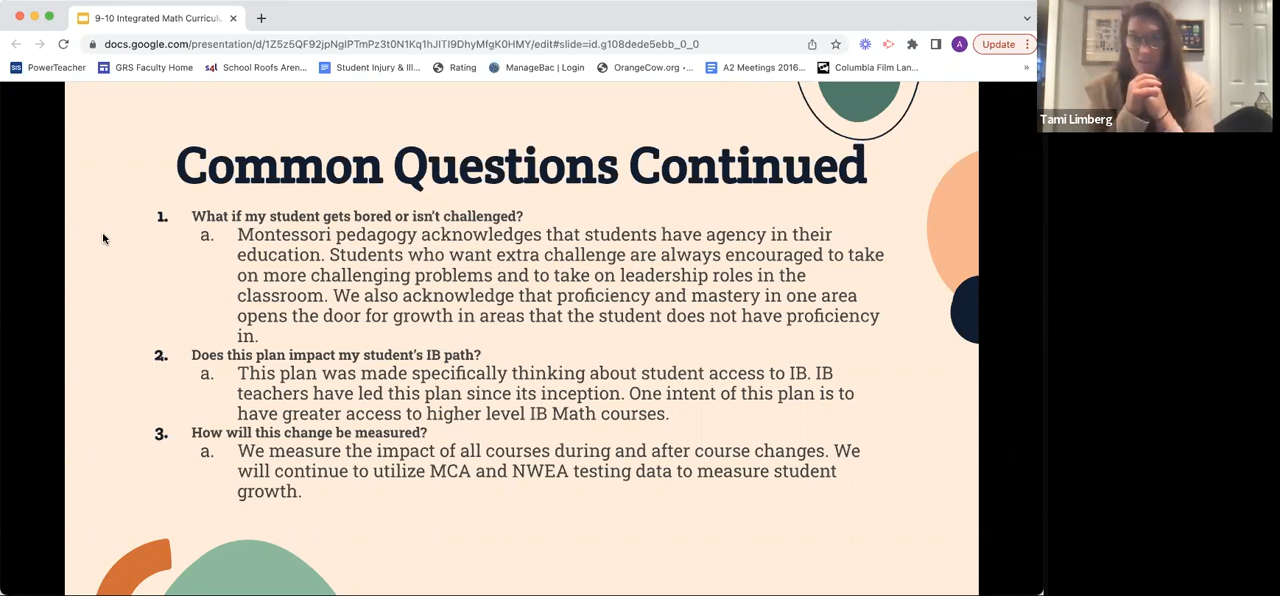 9-10 Integrated Math Curricul
docs.google.com/presentation/d/1Z5z5QF92jpNglPTmPz3t0N1Kq1hJITI9DhyMfgK0HMY/edit#slide=id.g108dede5ebb_0_0
A
Update
SIS PowerTeacher
GRS Faculty Home
s4l School Roofs Aren...
Student Injury & Ill...
Rating
ManageBac | Login
OrangeCow.org •...
A2 Meetings 2016...
Columbia Film Lan...
»
Tami Limberg
Common Questions Continued
1. What if my student gets bored or isn't challenged?
a. Montessori pedagogy acknowledges that students have agency in their
education. Students who want extra challenge are always encouraged to take
on more challenging problems and to take on leadership roles in the
classroom. We also acknowledge that proficiency and mastery in one area
opens the door for growth in areas that the student does not have proficiency
in.
2. Does this plan impact my student's IB path?
a. This plan was made specifically thinking about student access to IB. IB
teachers have led this plan since its inception. One intent of this plan is to
have greater access to higher level IB Math courses.
3. How will this change be measured?
a. We measure the impact of all courses during and after course changes. We
will continue to utilize MCA and NWEA testing data to measure student
growth.